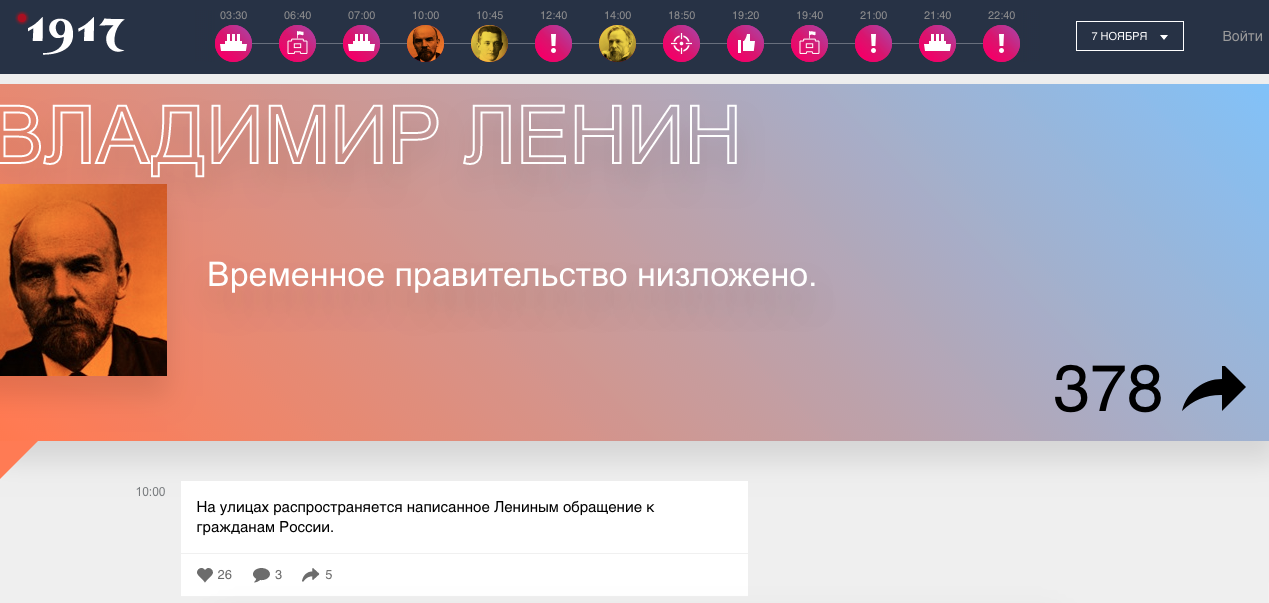 1917
03:30 06:40 07:00 10:00 10:45 12:40 14:00 18:50 19:20 19:40 21:00 21:40 22:40
7 НОЯБРЯ
Войти
ВЛАДИМИР ЛЕНИН
Временное правительство низложено.
378
10:00
На улицах распространяется написанное Лениным обращение к
гражданам России.
26 3 5